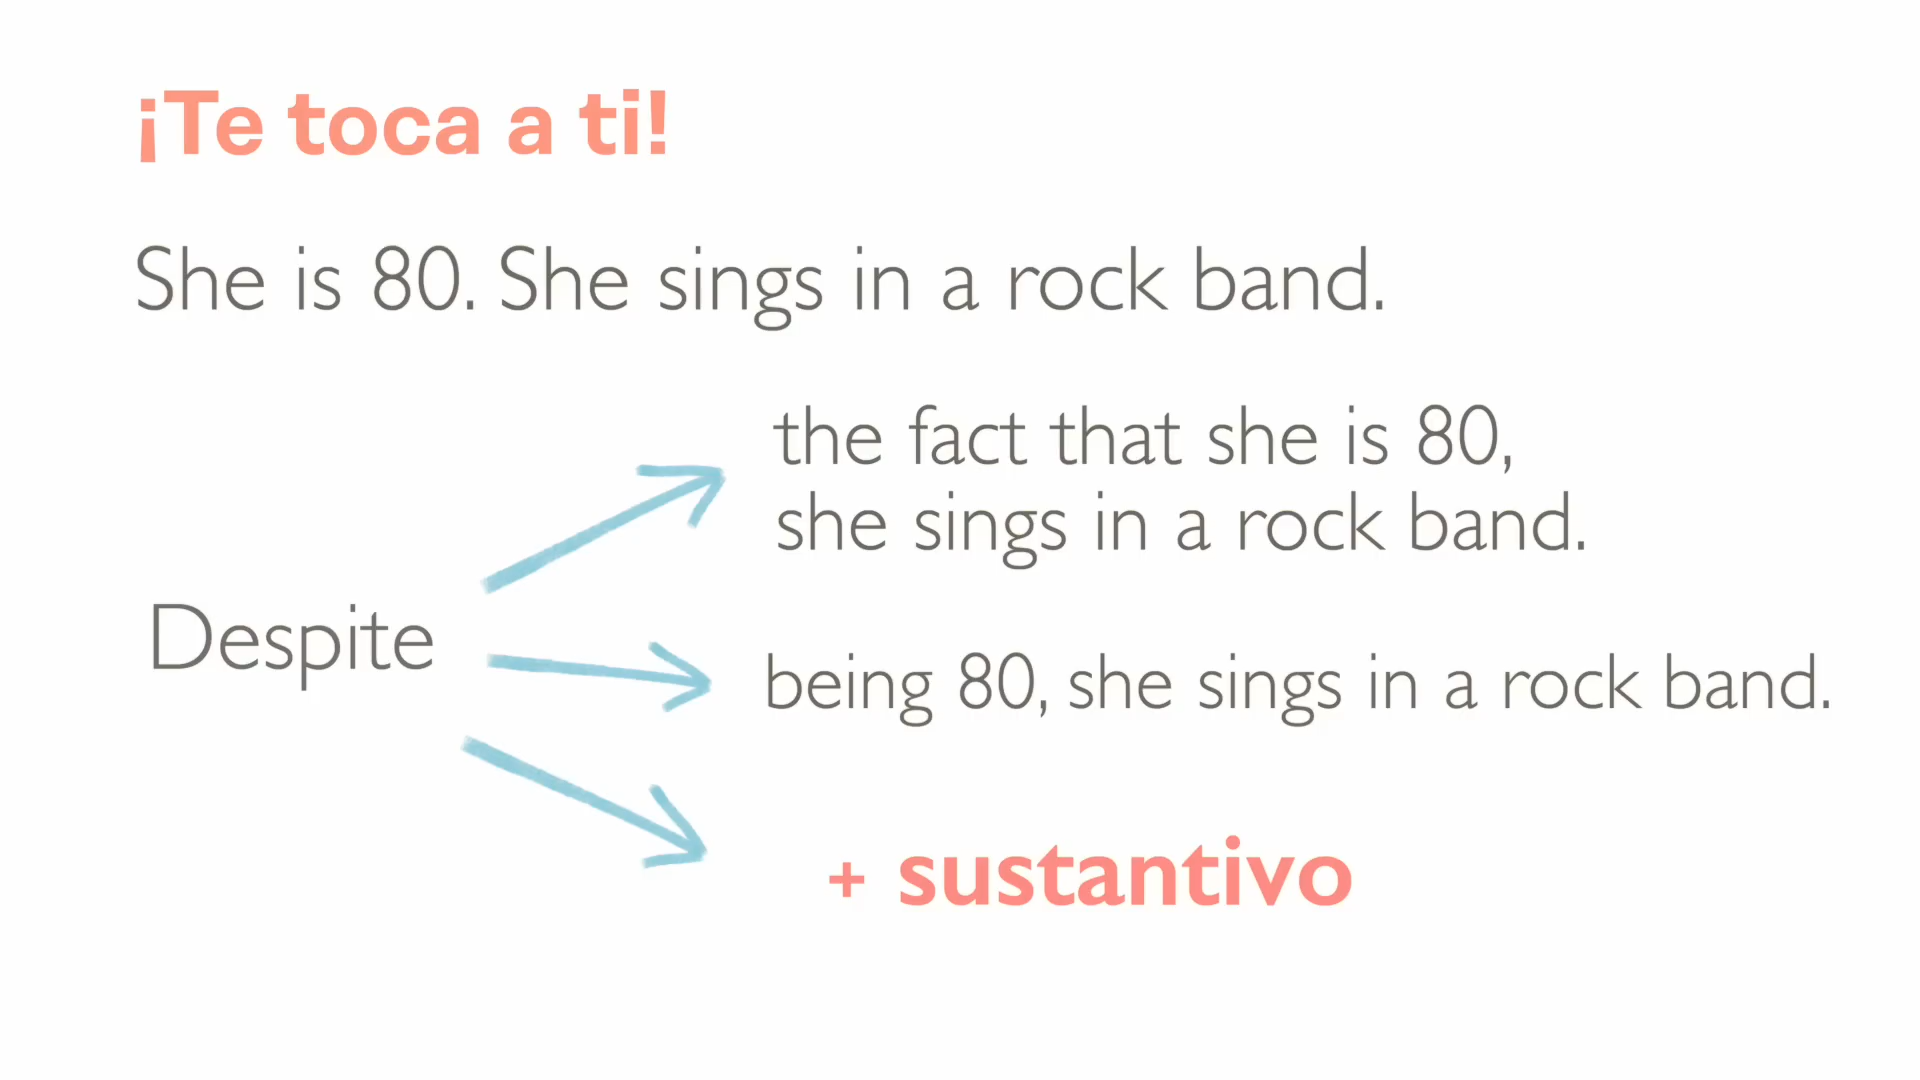 ¡Te toca a ti!
She is 80. She sings in a rock band.
the fact that she is 80,
she sings in a rock band.
Despite
being 80, she sings in a rock band.
+ sustantivo